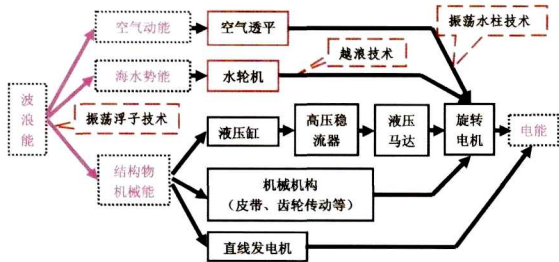 空气动能
空气透平
振荡水柱技术
海水势能
水轮机
越浪技术
波浪能
振荡浮子技术
液压缸
高压稳
流器
液压
马达
旋转
电机
电能
结构物
机械能
机械机构
（皮带、齿轮传动等）
直线发电机